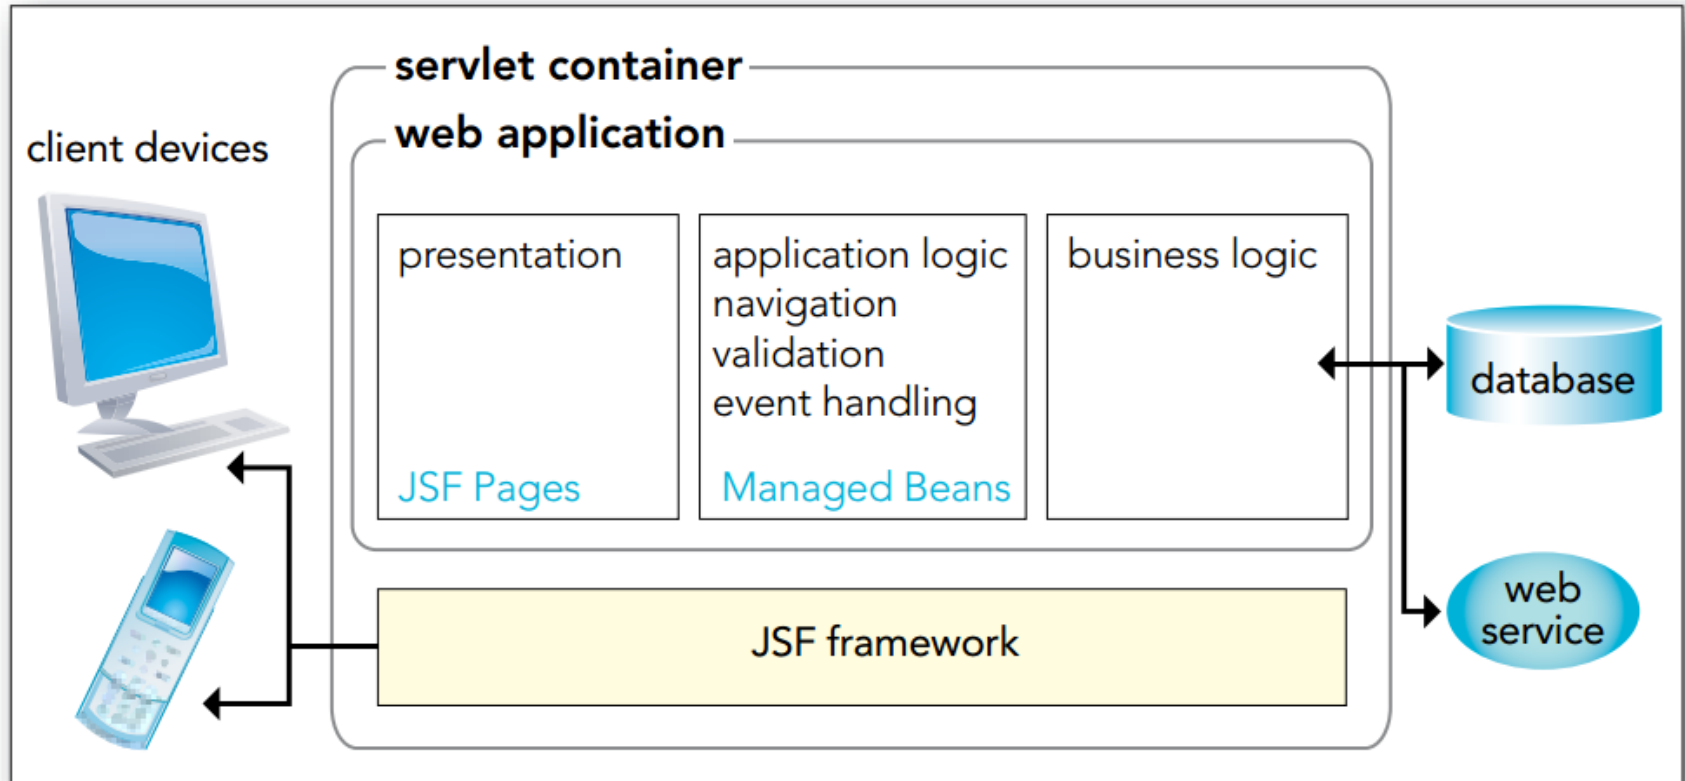 servlet container
web application
client devices
presentation
JSF Pages
application logic
navigation
validation
event handling
Managed Beans
business logic
database
web
service
JSF framework